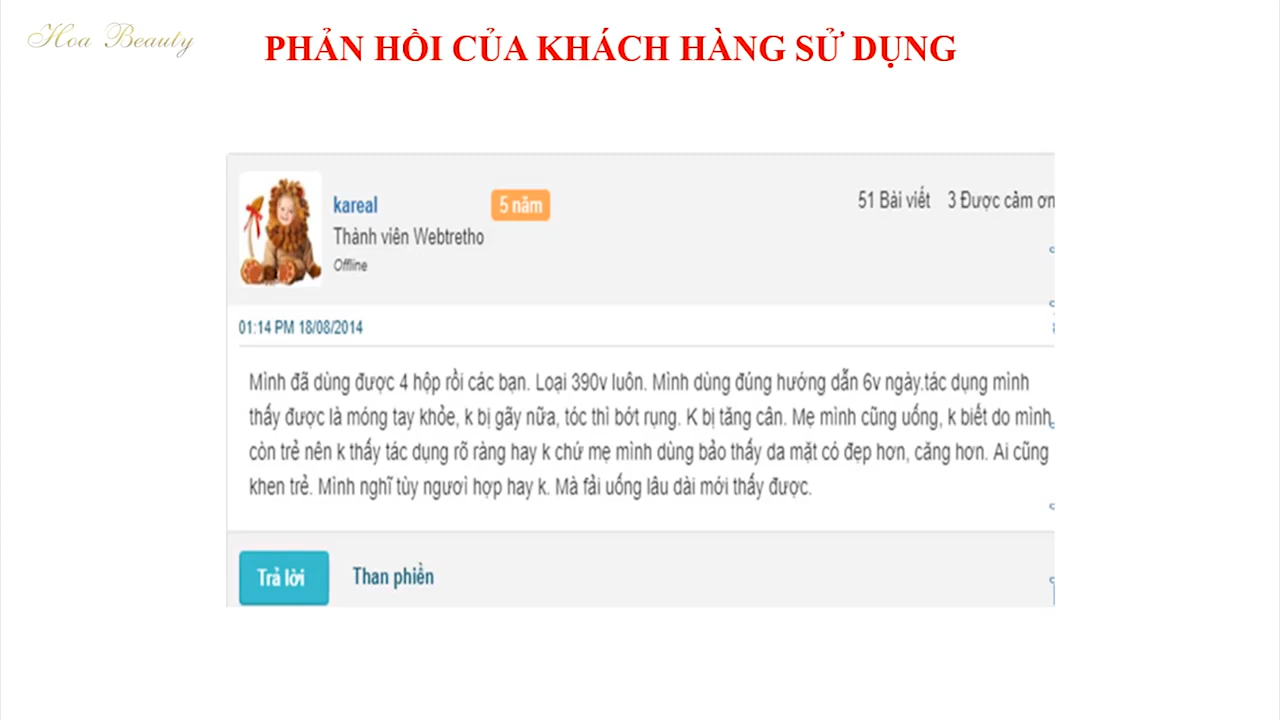 Hoa Beauty
PHẢN HỒI CỦA KHÁCH HÀNG SỬ DỤNG
kareal
5 năm
51 Bài viết 3 Được cảm ơn
Thành viên Webtretho
Offline
01:14 PM 18/08/2014
Mình đã dùng được 4 hộp rồi các bạn. Loại 390v luôn. Mình dùng đúng hướng dẫn 6v ngày.tác dụng mình
thấy được là móng tay khỏe, k bị gãy nữa, tóc thì bớt rụng. K bị tăng cân. Mẹ mình cũng uống, k biết do mình
còn trẻ nên k thấy tác dụng rõ ràng hay k chứ mẹ mình dùng bảo thấy da mặt có đẹp hơn, căng hơn. Ai cũng
khen trẻ. Mình nghĩ tùy ngươì hợp hay k. Mà fải uống lâu dài mới thấy được.
Trả lời
Than phiền